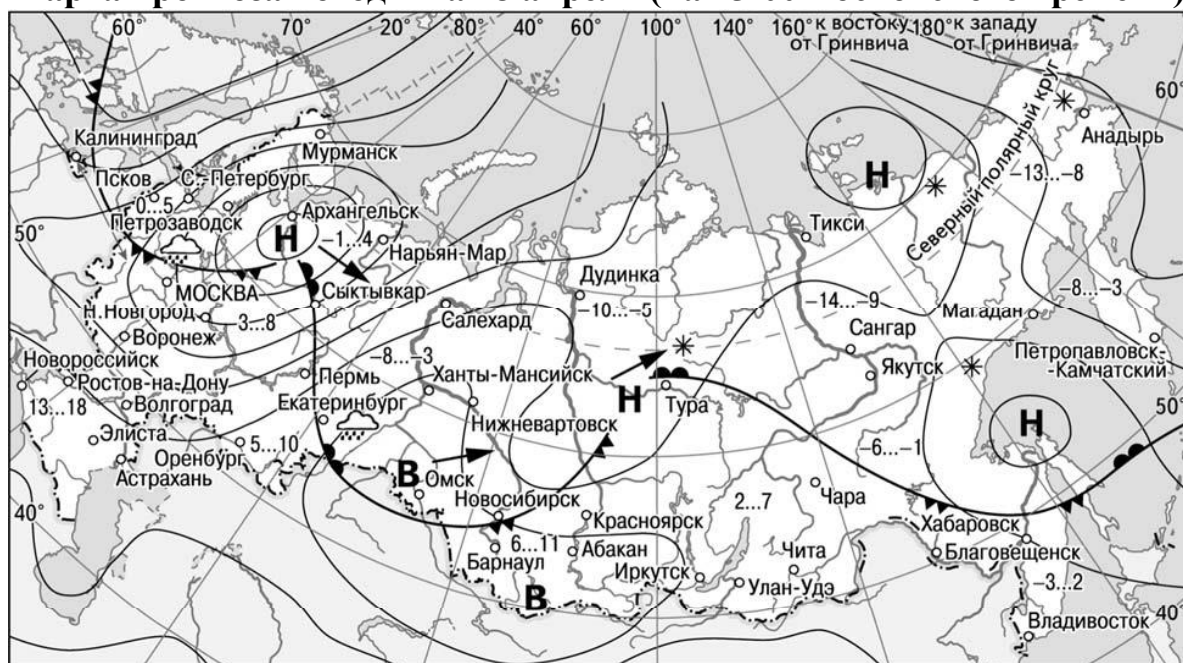 60
70
80
60
40
60
100
140
160
180
к востоку
от Гринвича
180°
к западу
от Гринвича
60°
Калининград
Мурманск
Северный полярный круг
Анадырь
Псков
С.-Петербург
Н
–13...–8
0...5
Петрозаводск
Архангельск
50°
Н
–1...4
Нарьян-Мар
Тикси
МОСКВА
Сыктывкар
Дудинка
–10...–5
–14...–9
–8...–3
Н.Новгород
3...8
Салехард
Сангар
Магадан
Воронеж
–8...–3
Петропавловск-
-Камчатский
Новороссийск
Пермь
Ханты-Мансийск
Якутск
Ростов-на-Дону
Н
Тура
13...18
Волгоград
Екатеринбург
Нижневартовск
Н
50°
Элиста
5...10
–6...–1
Оренбург
В
Астрахань
Омск
Чара
Новосибирск
2...7
40°
Красноярск
Хабаровск
6...11
Абакан
Чита
Благовещенск
Барнаул
Иркутск
–3...2
В
Улан-Удэ
40°
Владивосток